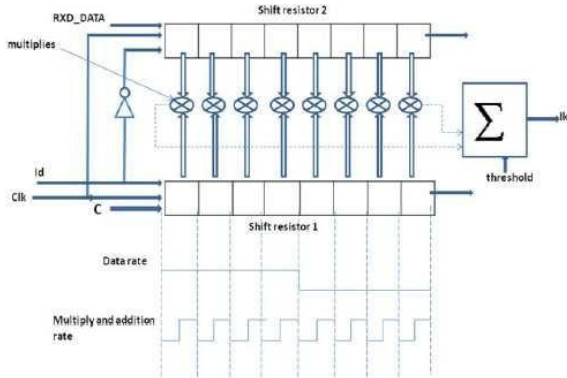 Shift resistor 2
RXD_DATA
multiplies
Σ
threshold
Id
Clk
C
Shift resistor 1
Data rate
Multiply and addition
rate